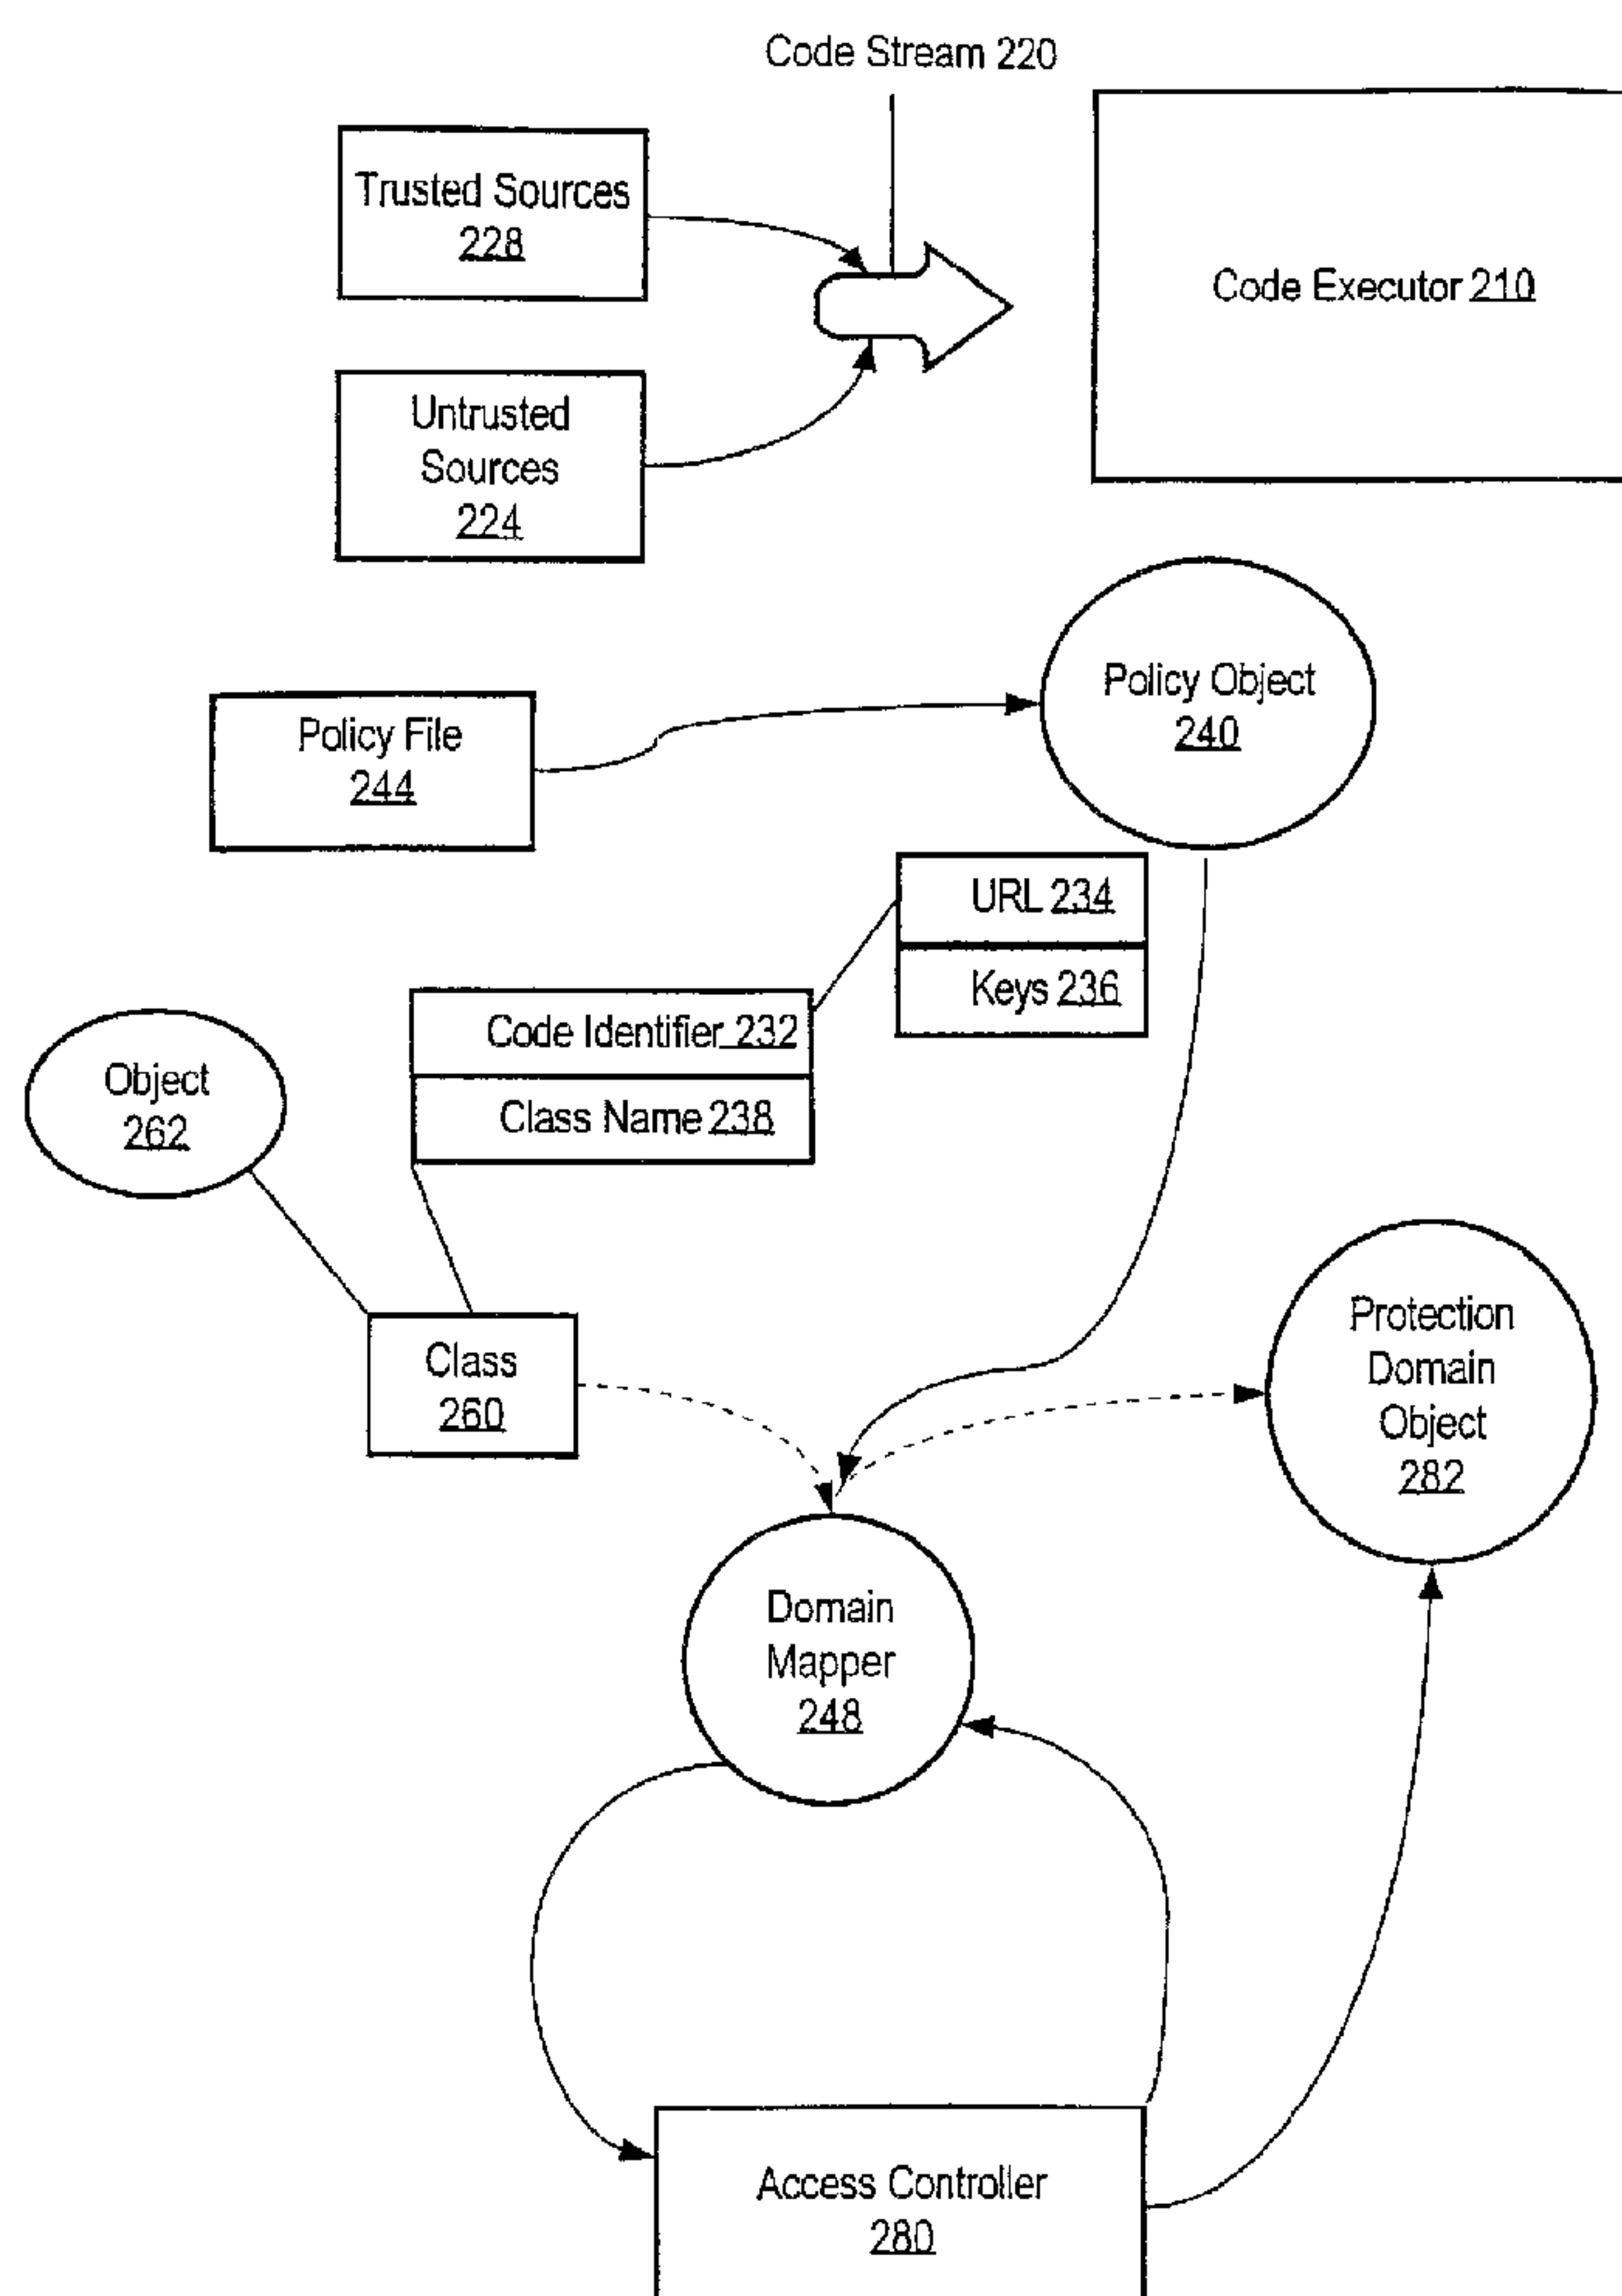 Code Stream 220
Trusted Sources
228
Code Executor 210
Untrusted
Sources
224
Policy Object
240
Policy File
244
URL 234
Keys 236
Code Identifier 232
Class Name 238
Object
262
Class
260
Protection
Domain
Object
282
Domain
Mapper
248
Access Controller
280